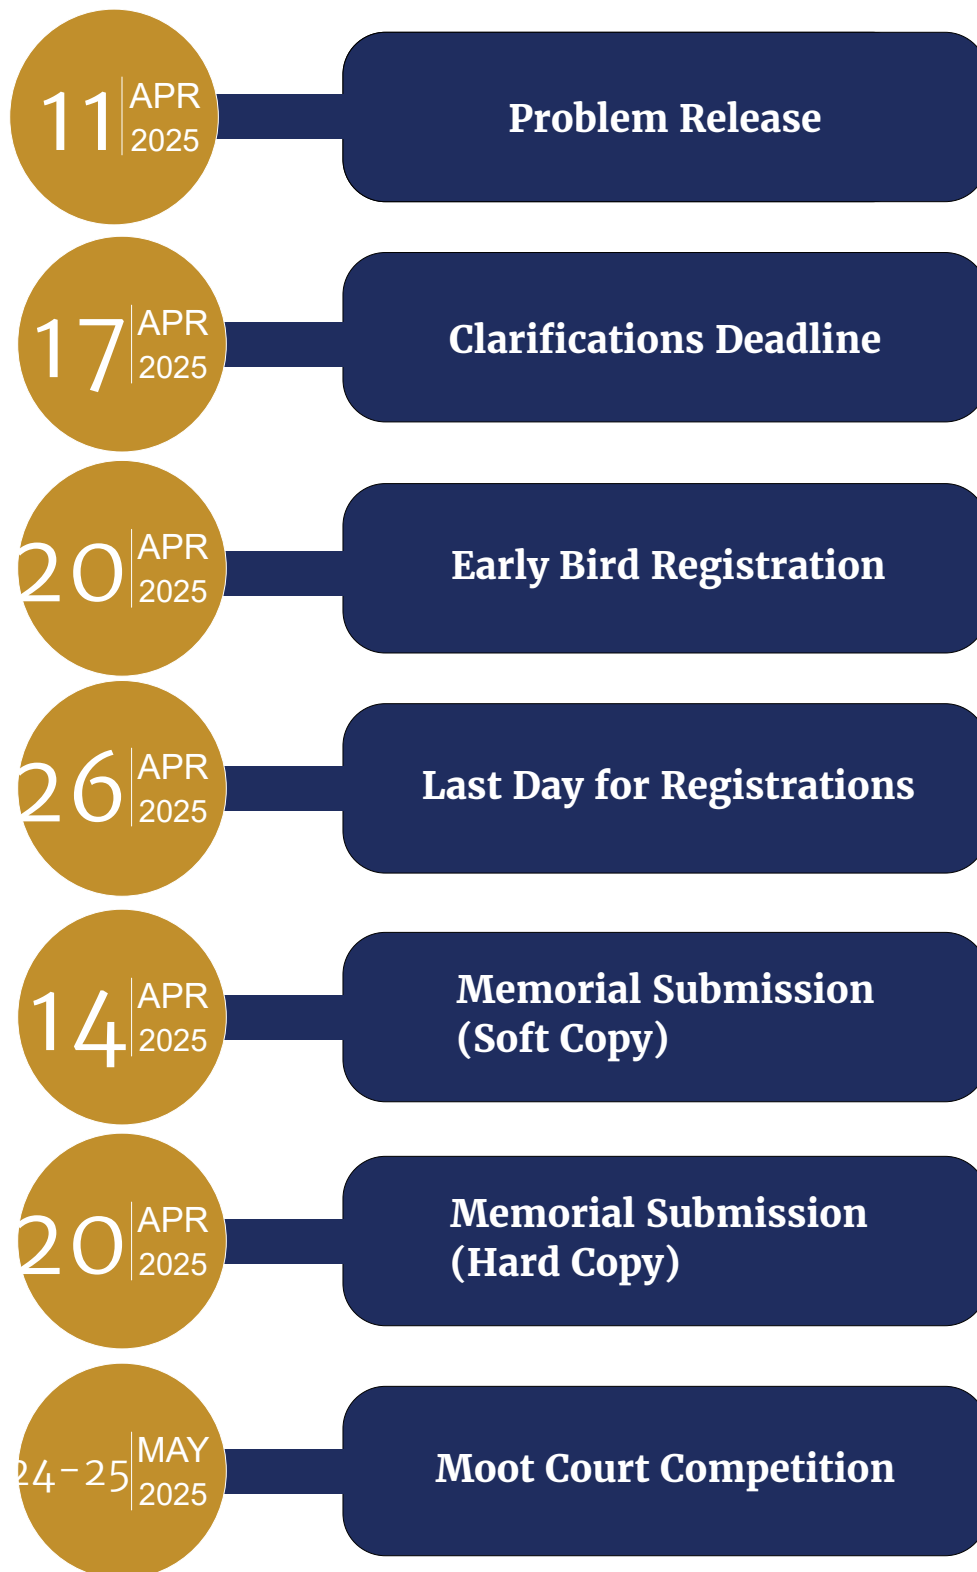 11 APR
2025
Problem Release
17 APR
2025
Clarifications Deadline
20 APR
2025
Early Bird Registration
26 APR
2025
Last Day for Registrations
14 APR
2025
Memorial Submission
(Soft Copy)
20 APR
2025
Memorial Submission
(Hard Copy)
24-25 MAY
2025
Moot Court Competition